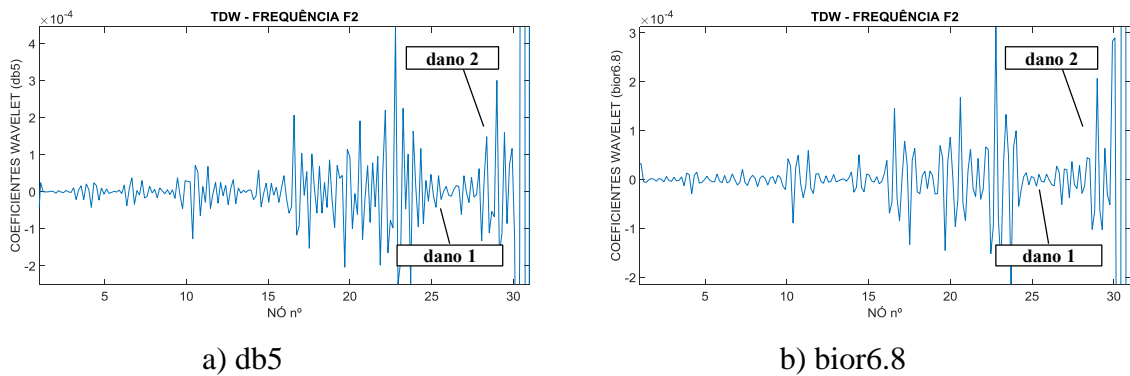 TDW - FREQUÊNCIA F2
×10-4
COEFICIENTES WAVELET (db5)
4
3
2
1
0
-1
-2
dano 2
dano 1
5 10 15 20 25 30
NÓ nº
a) db5
TDW - FREQUÊNCIA F2
×10-4
COEFICIENTES WAVELET (bior6.8)
3
2
1
0
-1
-2
dano 2
dano 1
5 10 15 20 25 30
NÓ nº
b) bior6.8